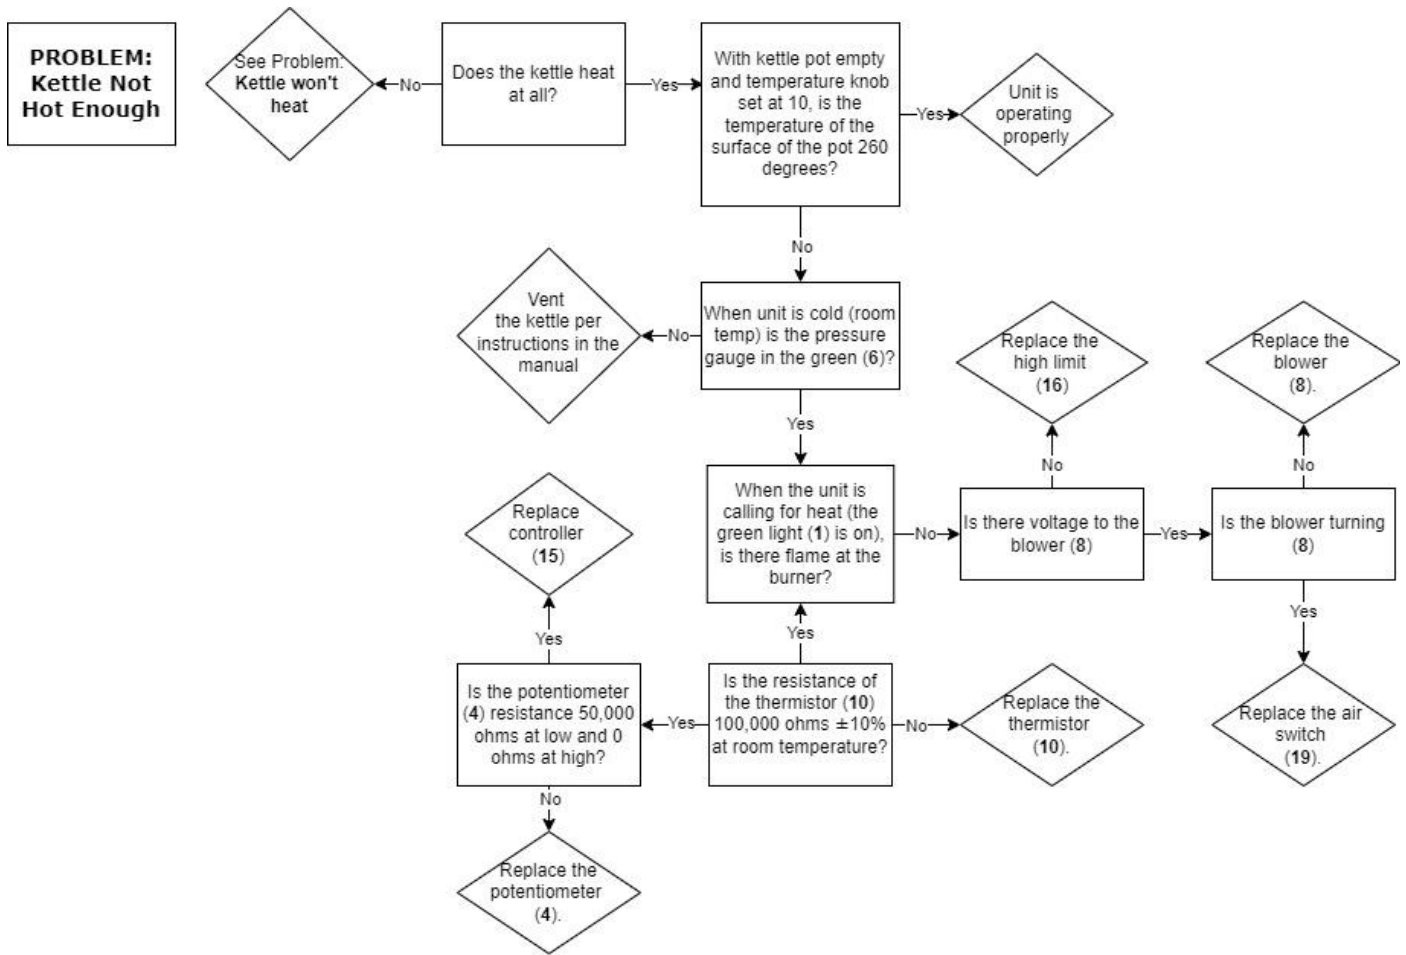 PROBLEM:
Kettle Not
Hot Enough
See Problem:
Kettle won't
heat
No
Does the kettle heat
at all?
Yes
With kettle pot empty
and temperature knob
set at 10, is the
temperature of the
surface of the pot 260
degrees?
Yes
Unit is
operating
properly
No
Vent
the kettle per
instructions in the
manual
No
When unit is cold (room
temp) is the pressure
gauge in the green (6)?
Replace the
high limit
(16)
Replace the
blower
(8).
Yes
No
No
Replace
controller
(15)
When the unit is
calling for heat (the
green light (1) is on),
is there flame at the
burner?
No
Is there voltage to the
blower (8)
Yes
Is the blower turning
(8)
Yes
Yes
Yes
Is the potentiometer
(4) resistance 50,000
ohms at low and 0
ohms at high?
Yes
Is the resistance of
the thermistor (10)
100,000 ohms ±10%
at room temperature?
No
Replace the
thermistor
(10).
Replace the air
switch
(19).
No
Replace the
potentiometer
(4).